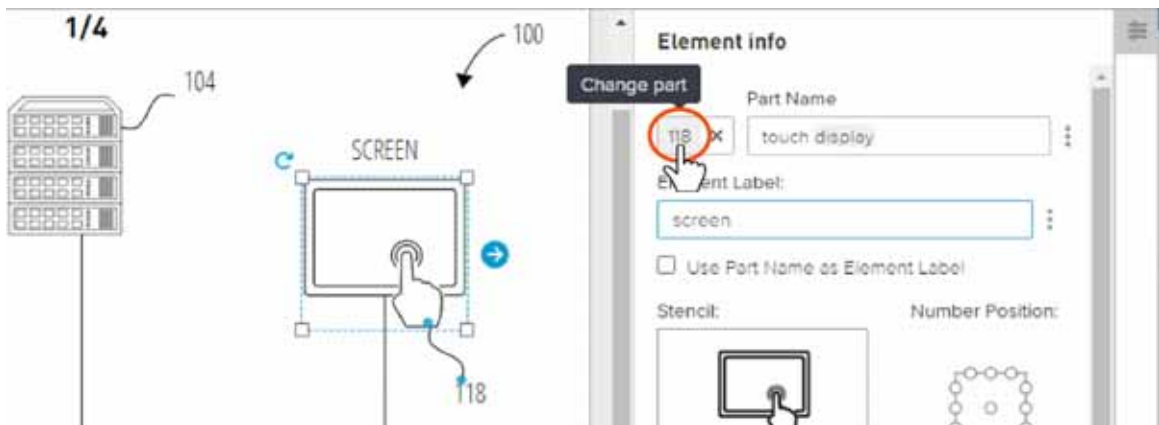 1/4
100
104
SCREEN
118
Element info
Change part
Part Name
118 × touch display
Element Label:
screen
Use Part Name as Element Label
Stencil:
Number Position: